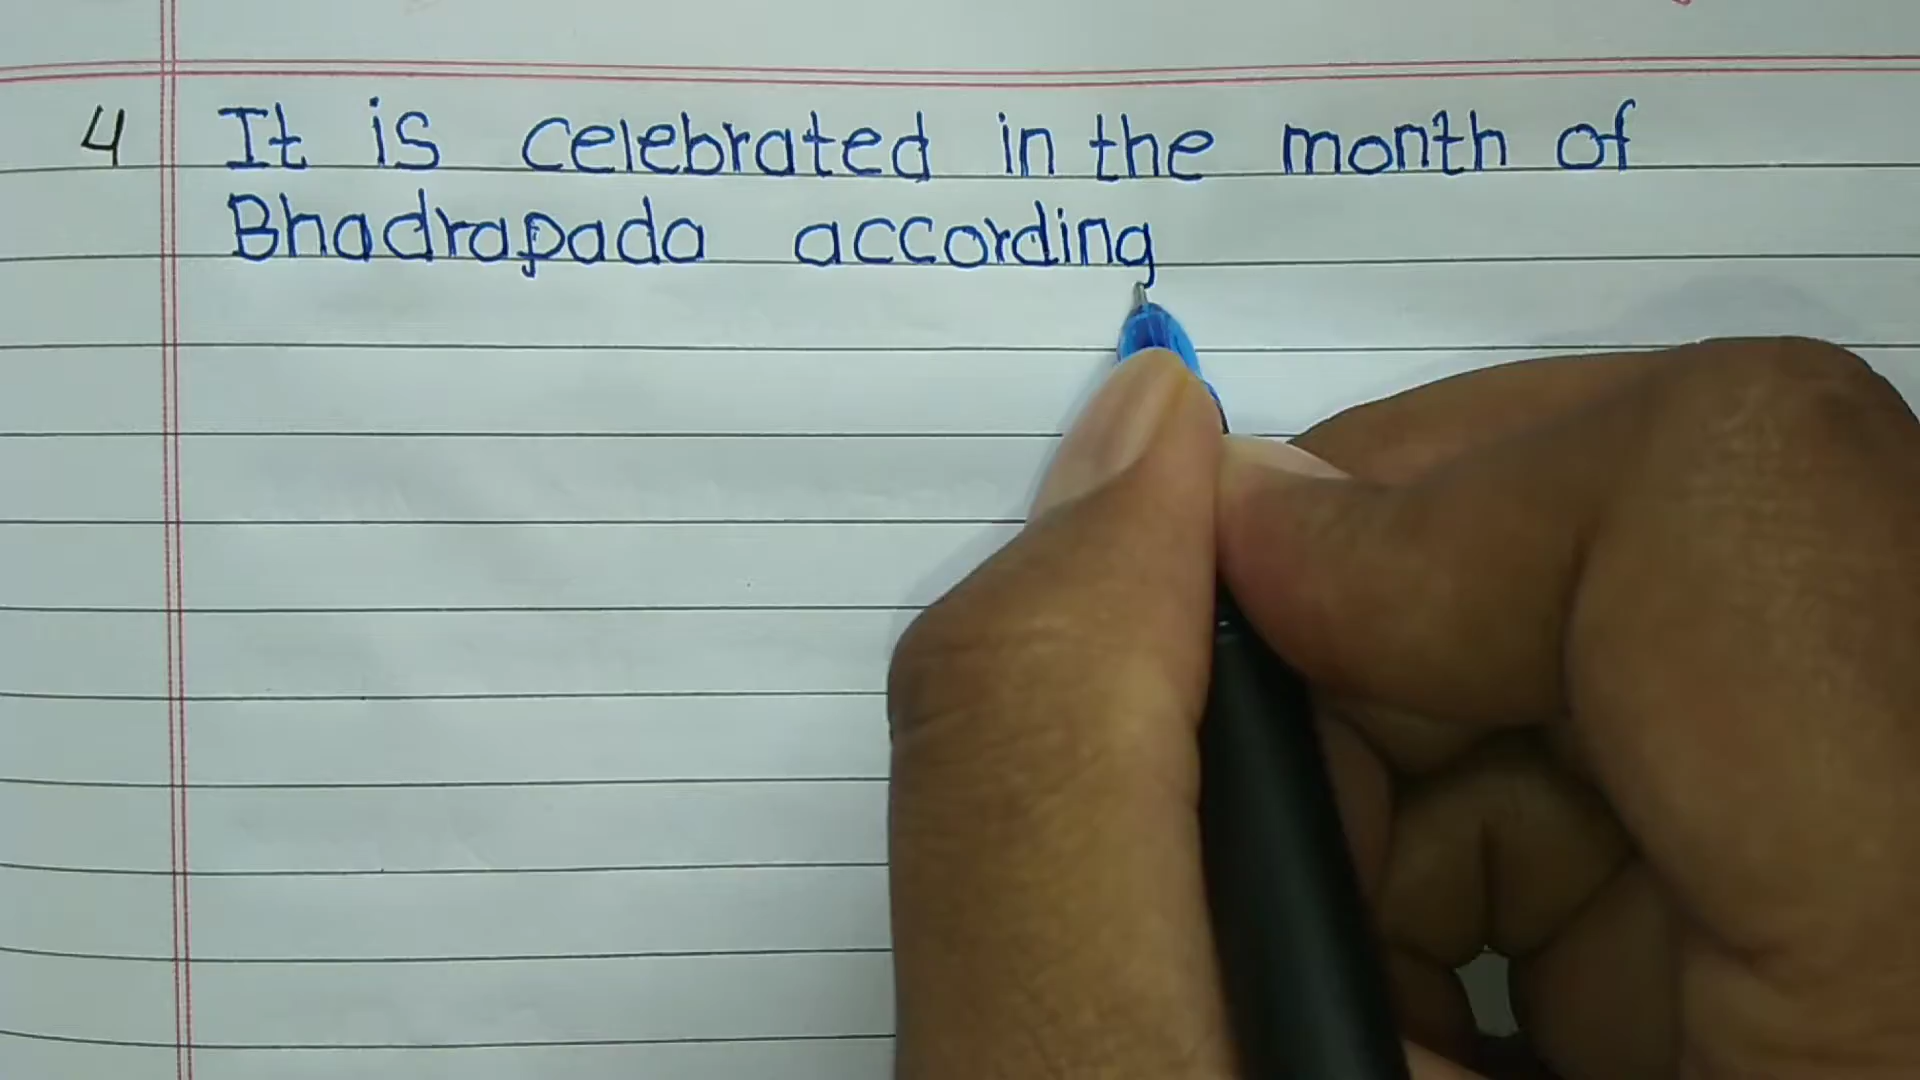 4 It is celebrated in the month of
Bhadrapada according